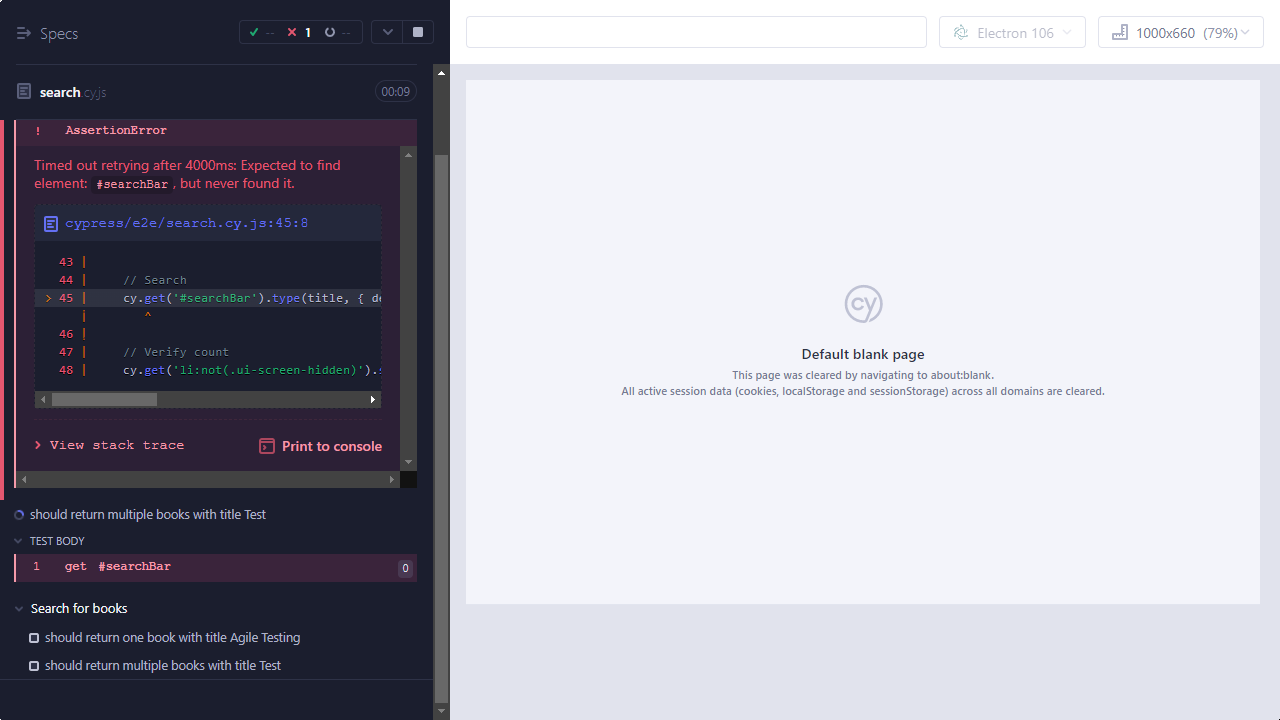 Specs
-- 1 --
search.cy.js
00:09
! AssertionError
Timed out retrying after 4000ms: Expected to find
element: #searchBar, but never found it.
cypress/e2e/search.cy.js:45:8
43 |
44 | // Search
> 45 | cy.get('#searchBar').type(title, { de
| ^
46 |
47 | // Verify count
48 | cy.get('li:not(.ui-screen-hidden)').s
> View stack trace
Print to console
should return multiple books with title Test
TEST BODY
1 get #searchBar 0
Search for books
should return one book with title Agile Testing
should return multiple books with title Test
Electron 106
1000x660 (79%)
cy
Default blank page
This page was cleared by navigating to about:blank.
All active session data (cookies, localStorage and sessionStorage) across all domains are cleared.